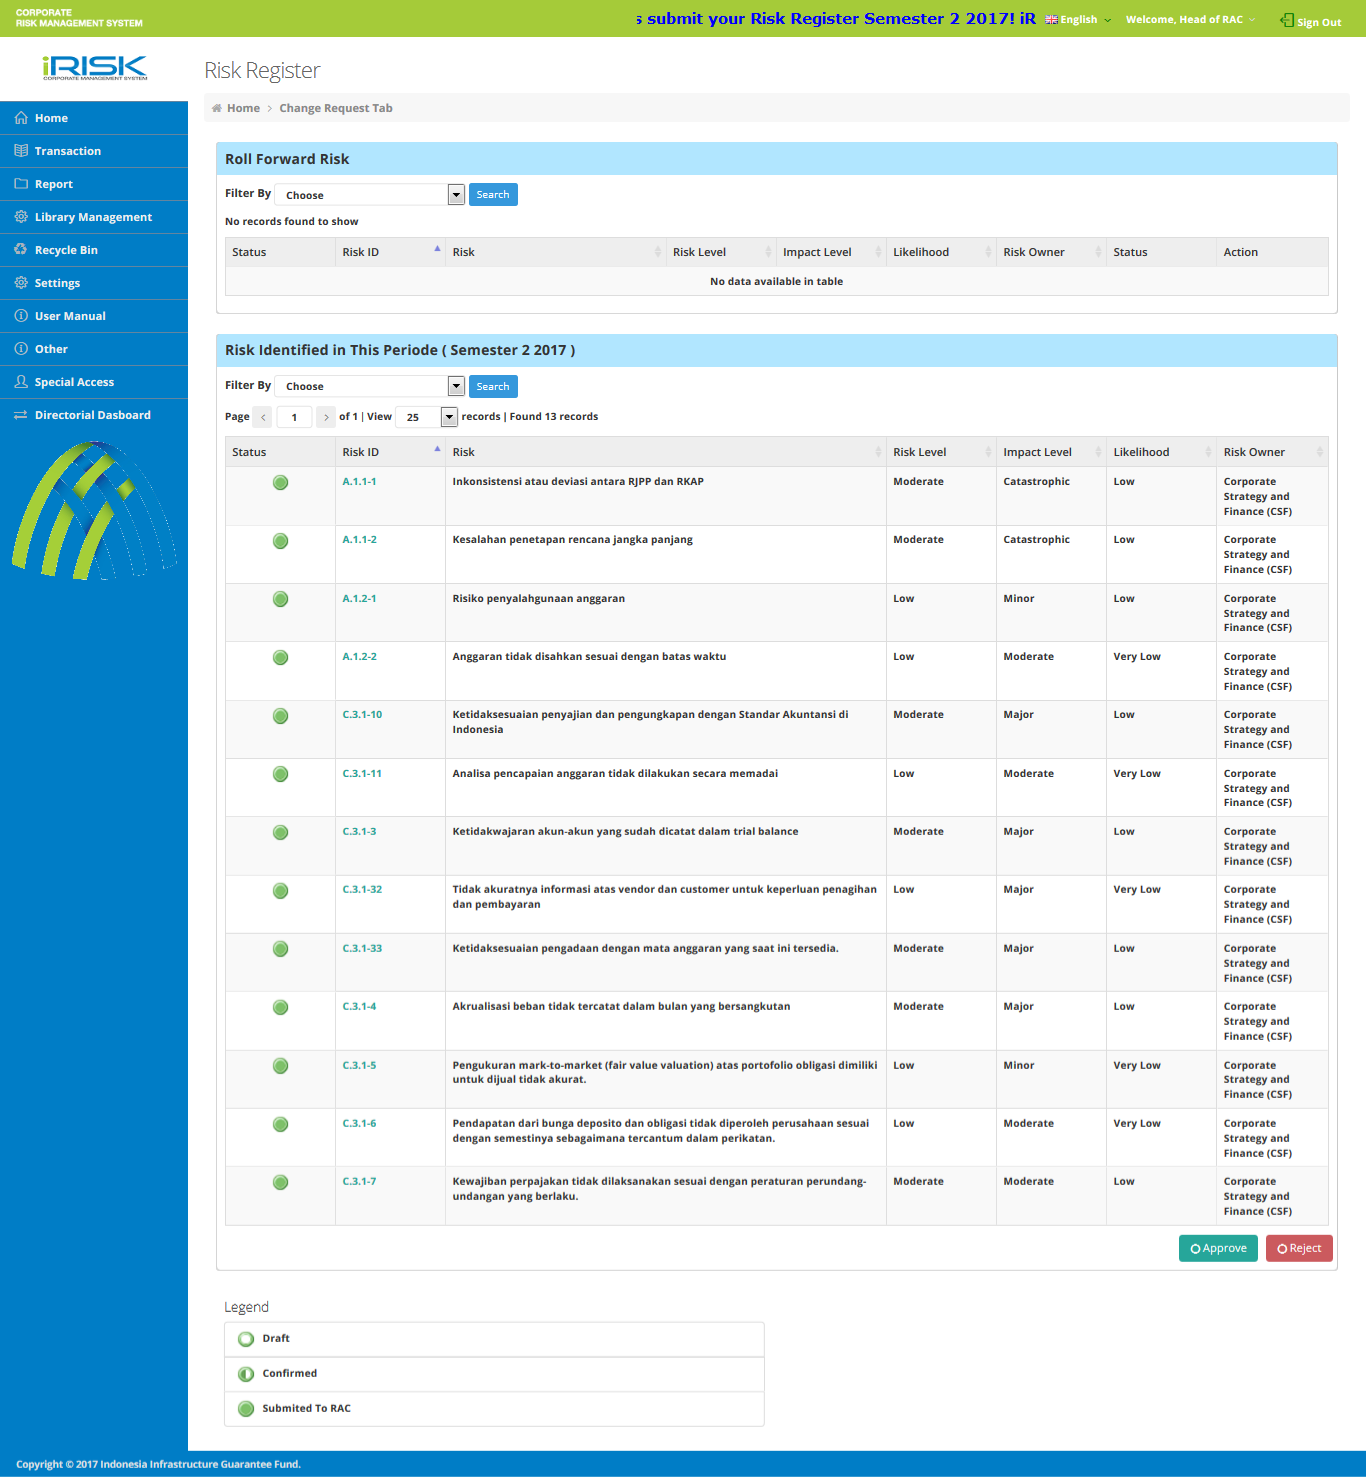 CORPORATE
RISK MANAGEMENT SYSTEM
submit your Risk Register Semester 2 2017! iR
English
Welcome, Head of RAC
Sign Out
iRISK
CORPORATE MANAGEMENT SYSTEM
Home
Transaction
Report
Library Management
Recycle Bin
Settings
User Manual
Other
Special Access
Directorial Dasboard
Risk Register
Home > Change Request Tab
Roll Forward Risk
Filter By Choose Search
No records found to show
Status Risk ID Risk Risk Level Impact Level Likelihood Risk Owner Status Action
No data available in table
Risk Identified in This Periode ( Semester 2 2017 )
Filter By Choose Search
Page < 1 > of 1 | View 25 records | Found 13 records
Status Risk ID Risk Risk Level Impact Level Likelihood Risk Owner
A.1.1-1 Inkonsistensi atau deviasi antara RJPP dan RKAP Moderate Catastrophic Low Corporate
Strategy and
Finance (CSF)
A.1.1-2 Kesalahan penetapan rencana jangka panjang Moderate Catastrophic Low Corporate
Strategy and
Finance (CSF)
A.1.2-1 Risiko penyalahgunaan anggaran Low Minor Low Corporate
Strategy and
Finance (CSF)
A.1.2-2 Anggaran tidak disahkan sesuai dengan batas waktu Low Moderate Very Low Corporate
Strategy and
Finance (CSF)
C.3.1-10 Ketidaksesuaian penyajian dan pengungkapan dengan Standar Akuntansi di Moderate Major Low Corporate
Indonesia Strategy and
Finance (CSF)
C.3.1-11 Analisa pencapaian anggaran tidak dilakukan secara memadai Low Moderate Very Low Corporate
Strategy and
Finance (CSF)
C.3.1-3 Ketidakwajaran akun-akun yang sudah dicatat dalam trial balance Moderate Major Low Corporate
Strategy and
Finance (CSF)
C.3.1-32 Tidak akuratnya informasi atas vendor dan customer untuk keperluan penagihan Low Major Very Low Corporate
dan pembayaran Strategy and
Finance (CSF)
C.3.1-33 Ketidaksesuaian pengadaan dengan mata anggaran yang saat ini tersedia. Moderate Major Low Corporate
Strategy and
Finance (CSF)
C.3.1-4 Akrualisasi beban tidak tercatat dalam bulan yang bersangkutan Moderate Major Low Corporate
Strategy and
Finance (CSF)
C.3.1-5 Pengukuran mark-to-market (fair value valuation) atas portofolio obligasi dimiliki Low Minor Very Low Corporate
untuk dijual tidak akurat. Strategy and
Finance (CSF)
C.3.1-6 Pendapatan dari bunga deposito dan obligasi tidak diperoleh perusahaan sesuai Low Moderate Very Low Corporate
dengan semestinya sebagaimana tercantum dalam perikatan. Strategy and
Finance (CSF)
C.3.1-7 Kewajiban perpajakan tidak dilaksanakan sesuai dengan peraturan perundang- Moderate Moderate Low Corporate
undangan yang berlaku. Strategy and
Finance (CSF)
Approve Reject
Legend
Draft
Confirmed
Submited To RAC
Copyright © 2017 Indonesia Infrastructure Guarantee Fund.